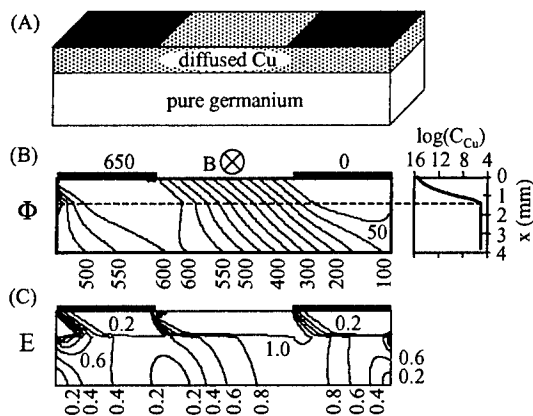 (A)
diffused Cu
pure germanium
log(C_Cu)
16 12 8 4
(B)
650
B
0
0
1
2
3
4
x (mm)
Φ
50
500 550 600 550 500 400 300 200 100
(C)
E
0.2
0.2
0.6
1.0
0.6
0.2
0.2 0.4 0.4 0.2 0.4 0.6 0.8 0.8 0.6 0.4